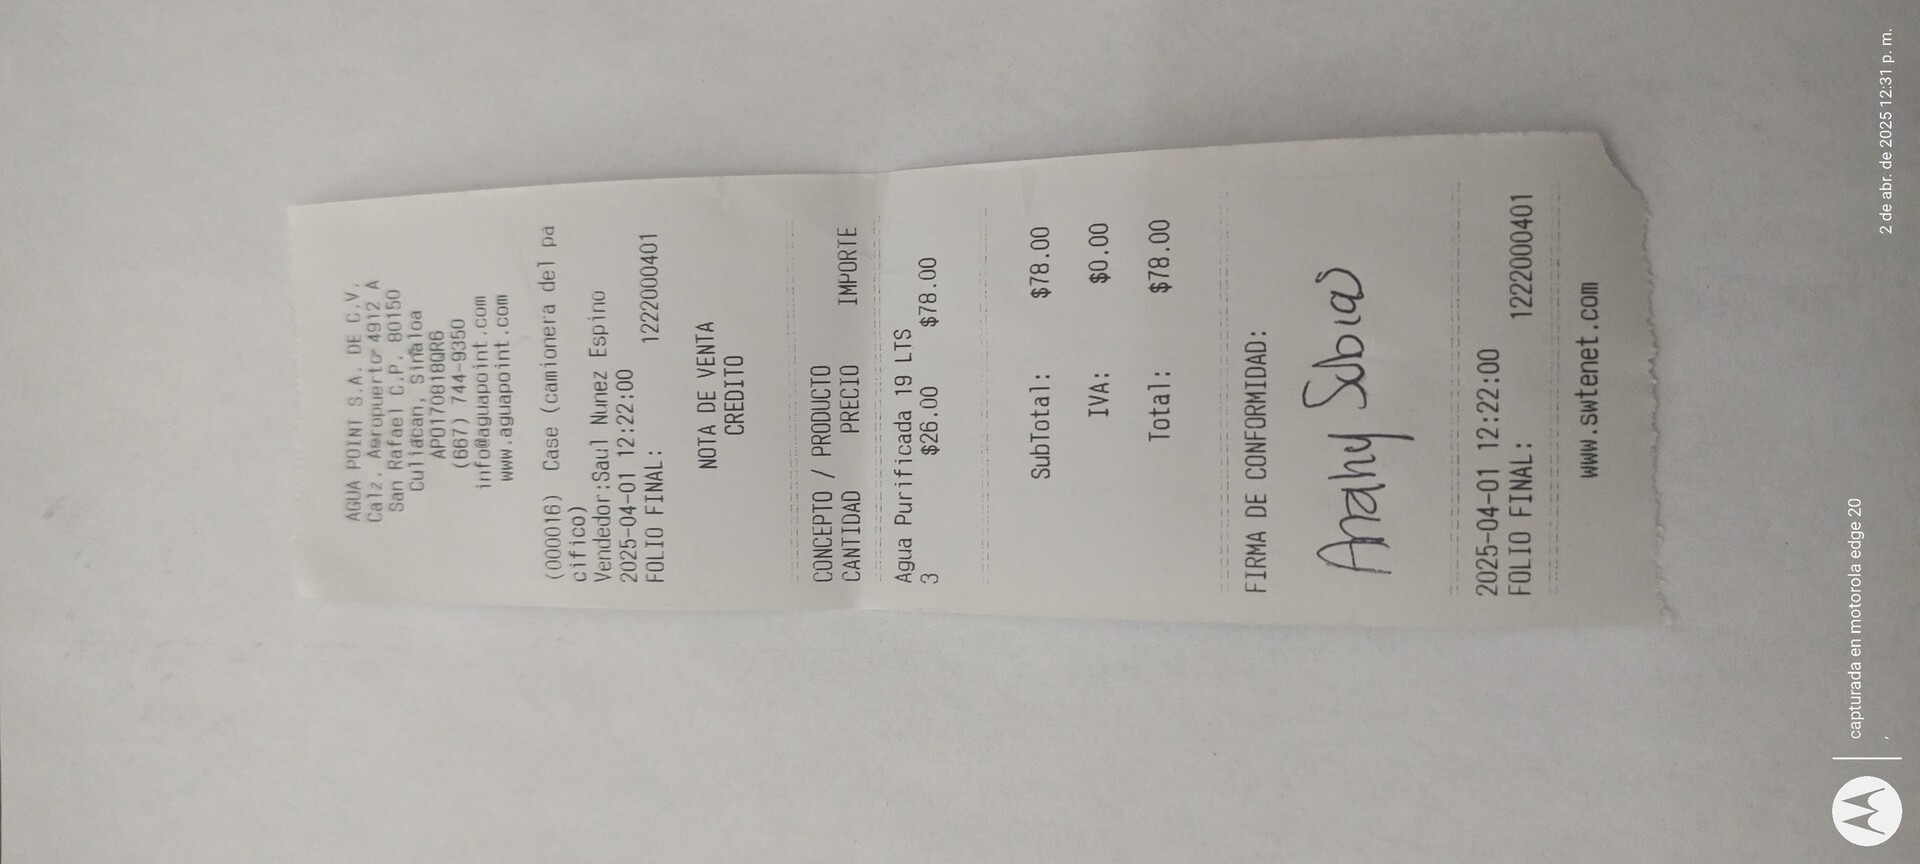 AGUA POINT S.A. DE C.V.
Calz. Aeropuerto 4912 A
San Rafael C.P. 80150
Culiacan, Sinaloa
APO170818QR6
(667) 744-9350
info@aguapoint.com
www.aguapoint.com
(000016) Case (camionera del pa
cifico)
Vendedor:Saul Nunez Espino
2025-04-01 12:22:00
FOLIO FINAL: 1222000401
NOTA DE VENTA
CREDITO
CONCEPTO / PRODUCTO
CANTIDAD PRECIO IMPORTE
Agua Purificada 19 LTS
3 $26.00 $78.00
SubTotal: $78.00
IVA: $0.00
Total: $78.00
FIRMA DE CONFORMIDAD:
Anahy Subia
2025-04-01 12:22:00
FOLIO FINAL: 1222000401
www.swtenet.com
capturada en motorola edge 20
2 de abr. de 2025 12:31 p. m.